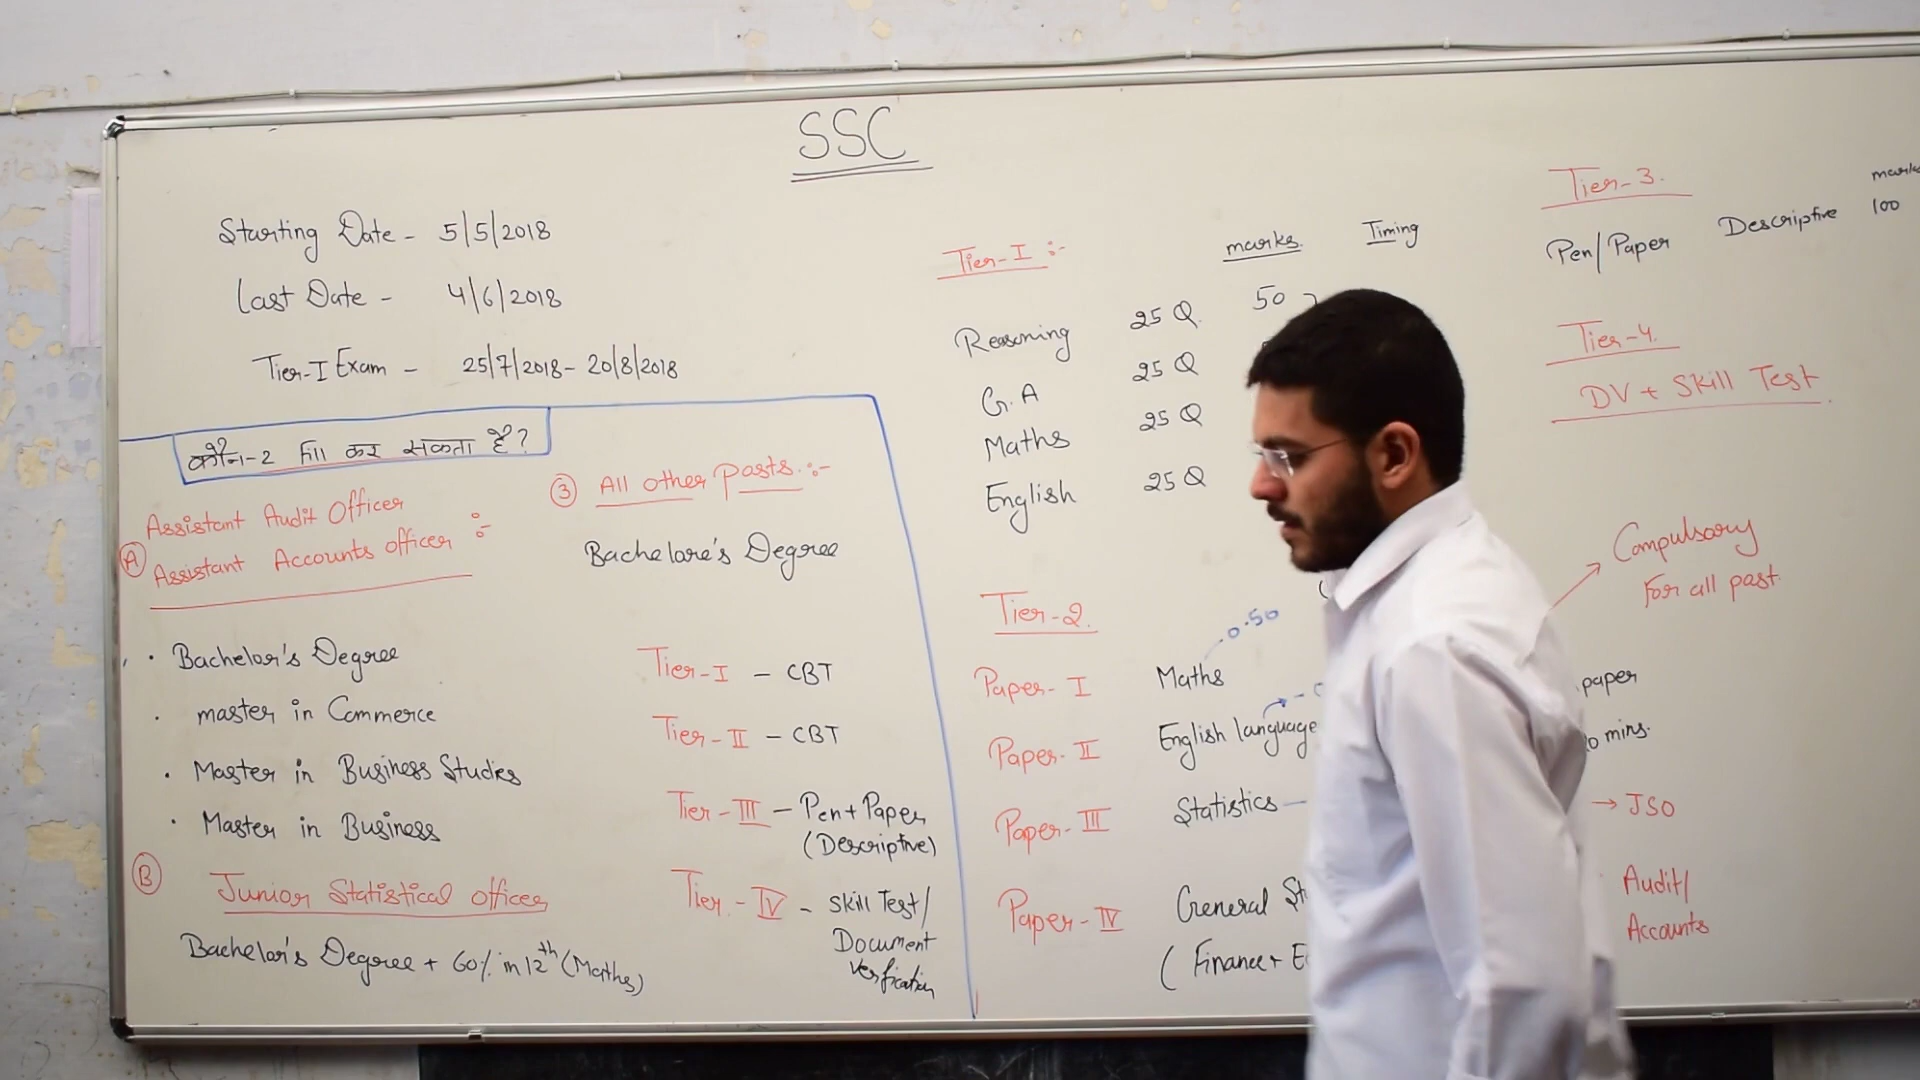 SSC
Starting Date - 5/5/2018
Last Date - 4/6/2018
Tier-I Exam - 25/7/2018 - 20/8/2018
कौन-2 Fill कर सकता है?
Assistant Audit Officer
(A) Assistant Accounts officer :-
· Bachelor's Degree
· master in Commerce
· Master in Business Studies
· Master in Business
(B) Junior Statistical officer
Bachelor's Degree + 60% in 12th (Maths)
(3) All other posts :-
Bachelore's Degree
Tier-I - CBT
Tier-II - CBT
Tier-III - Pen + Paper
(Descriptive)
Tier-IV - Skill Test/
Document
Verfication
Tier-I :- marks Timing
Reasoning 25 Q. 50
G.A 25 Q
Maths 25 Q
English 25 Q
Tier-2
Paper-I Maths - 0.50
Paper-II English language
Paper-III Statistics - → JSO
Paper-IV General
(Finance +
Audit/
Accounts
Compulsory
For all post
paper
mins.
Tier-3. marks
Pen/Paper Descriptive 100
Tier-4.
DV + Skill Test